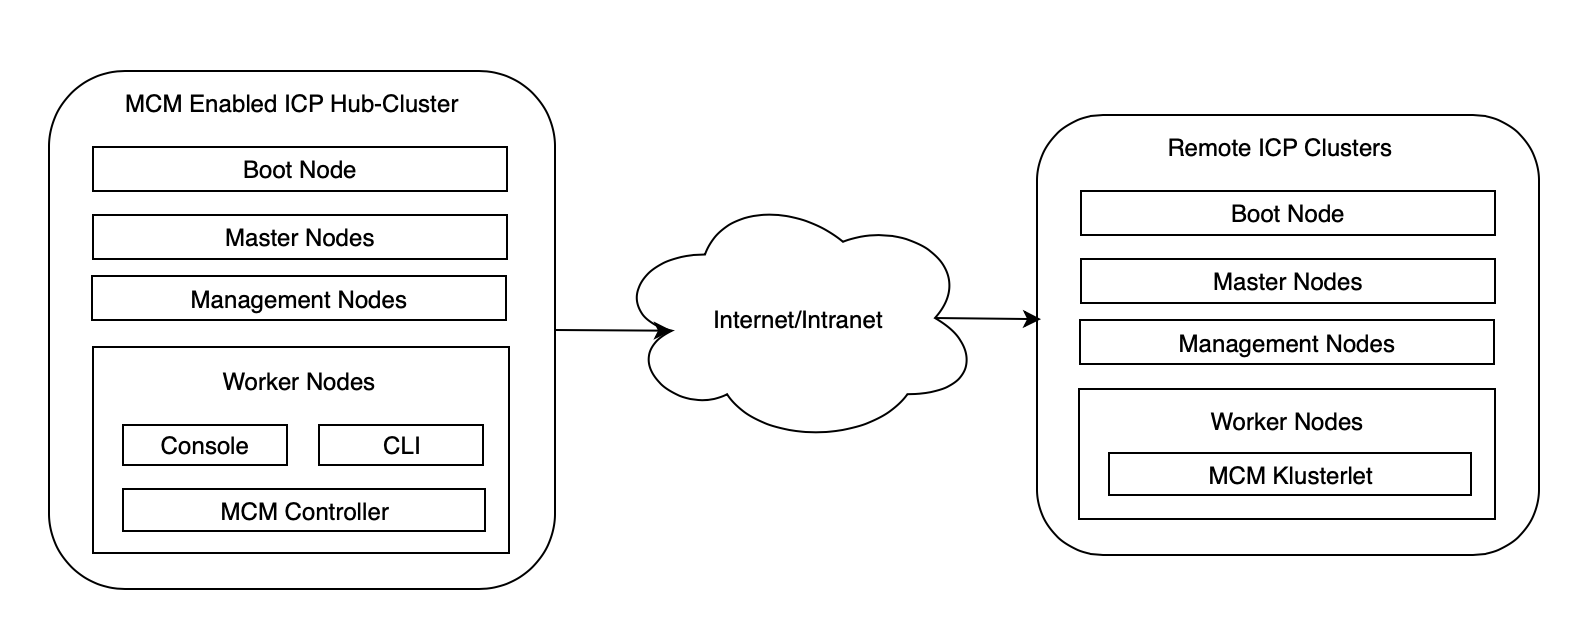 MCM Enabled ICP Hub-Cluster
Boot Node
Master Nodes
Management Nodes
Worker Nodes
Console
CLI
MCM Controller
Internet/Intranet
Remote ICP Clusters
Boot Node
Master Nodes
Management Nodes
Worker Nodes
MCM Klusterlet